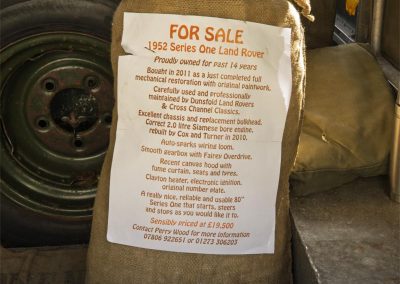 FOR SALE
1952 Series One Land Rover
Proudly owned for past 14 years
Bought in 2011 as a just completed full
mechanical restoration with original paintwork.
Carefully used and professionally
maintained by Dunsfold Land Rovers
& Cross Channel Classics.
Excellent chassis and replacement bulkhead.
Correct 2.0 litre Siamese bore engine.
rebuilt by Cox and Turner in 2010.
Auto-sparks wiring loom.
Smooth gearbox with Fairey Overdrive.
Recent canvas hood with
fume curtain, seats and tyres.
Clayton heater, electronic ignition.
original number plate.
A really nice, reliable and usable 80"
Series One that starts, steers
and stops as you would like it to.
Sensibly priced at £19,500
Contact Perry Wood for more information
07806 922651 or 01273 306203